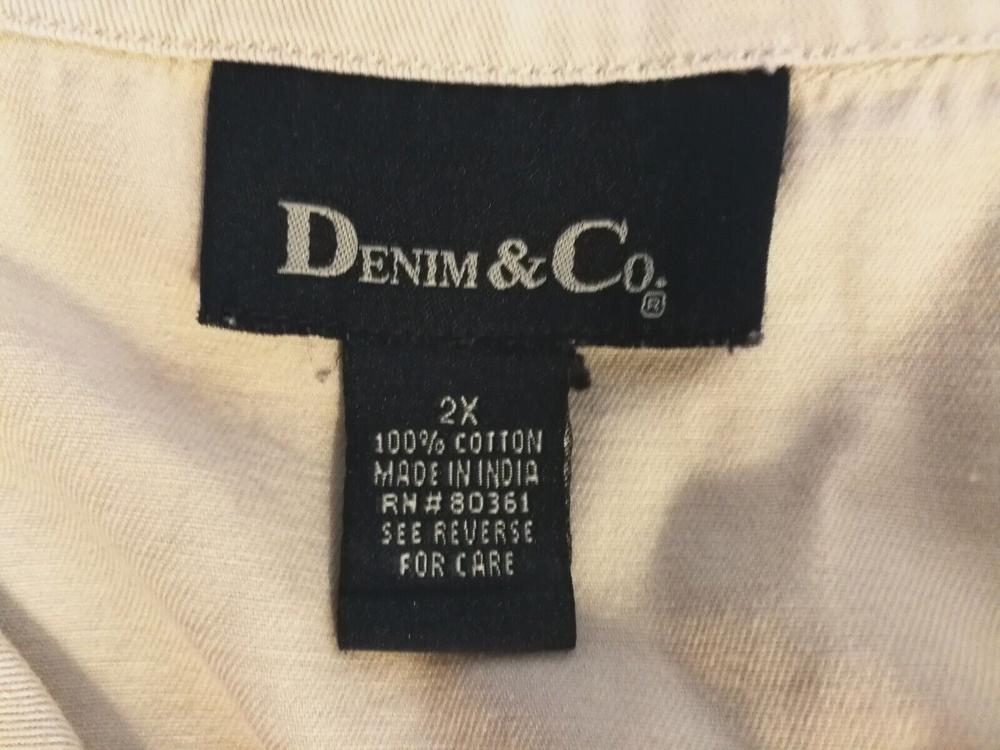 DENIM & CO.®
2X
100% COTTON
MADE IN INDIA
RN # 80361
SEE REVERSE
FOR CARE